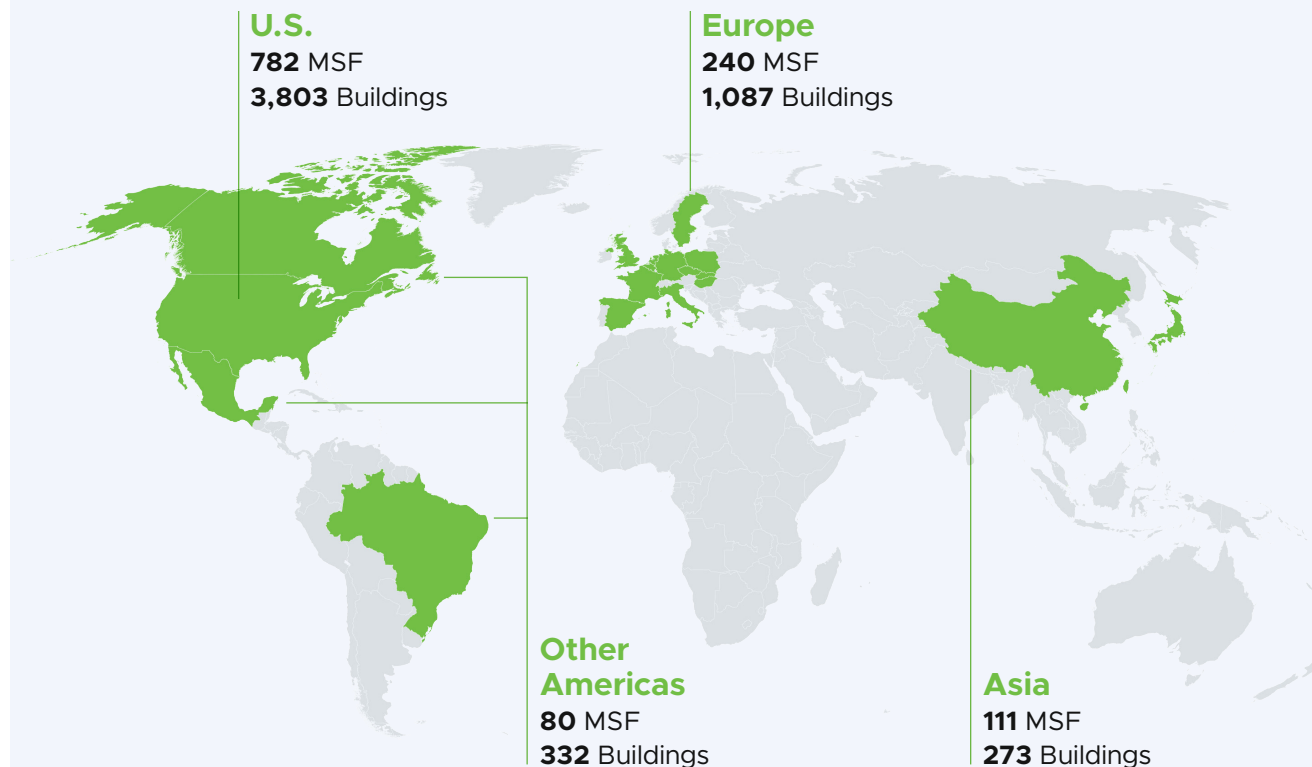 U.S.
782 MSF
3,803 Buildings
Europe
240 MSF
1,087 Buildings
Other
Americas
80 MSF
332 Buildings
Asia
111 MSF
273 Buildings